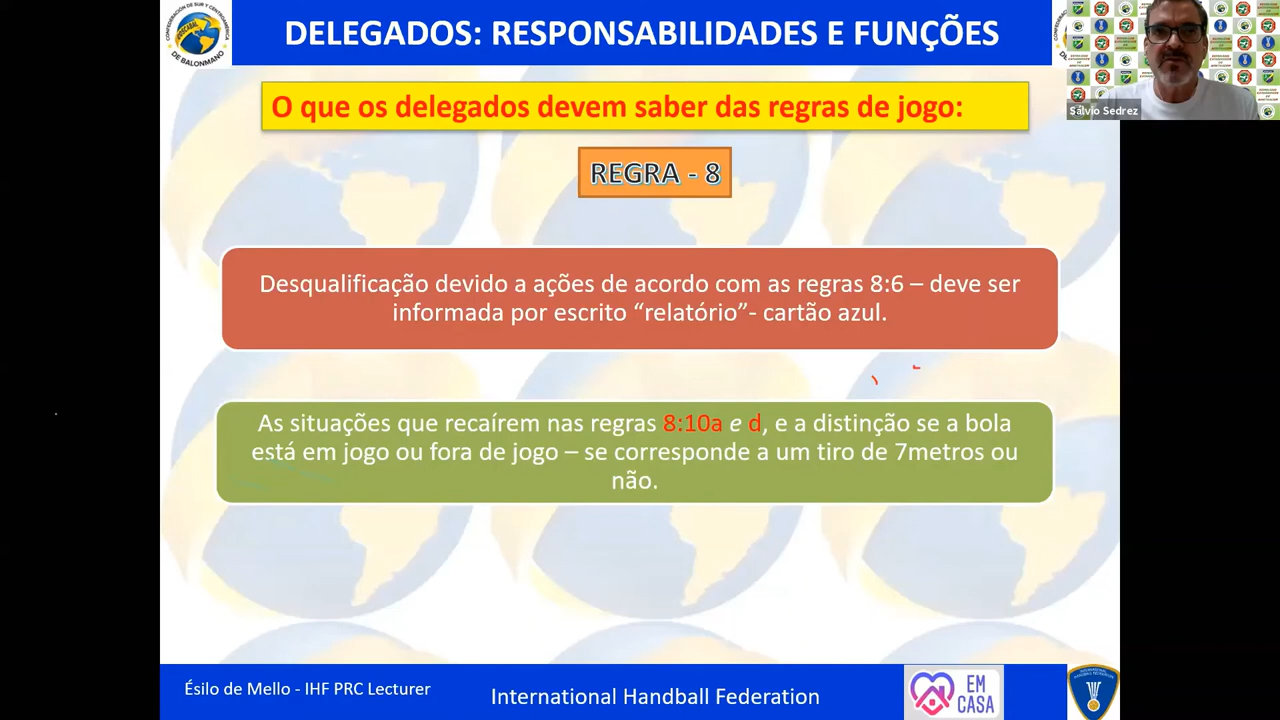 DELEGADOS: RESPONSABILIDADES E FUNÇÕES
DE BALONMANO
Sálvio Sedrez
O que os delegados devem saber das regras de jogo:
REGRA - 8
Desqualificação devido a ações de acordo com as regras 8:6 – deve ser
informada por escrito “relatório”- cartão azul.
As situações que recaírem nas regras 8:10a e d, e a distinção se a bola
está em jogo ou fora de jogo – se corresponde a um tiro de 7metros ou
não.
Ésilo de Mello - IHF PRC Lecturer
International Handball Federation
EM
CASA